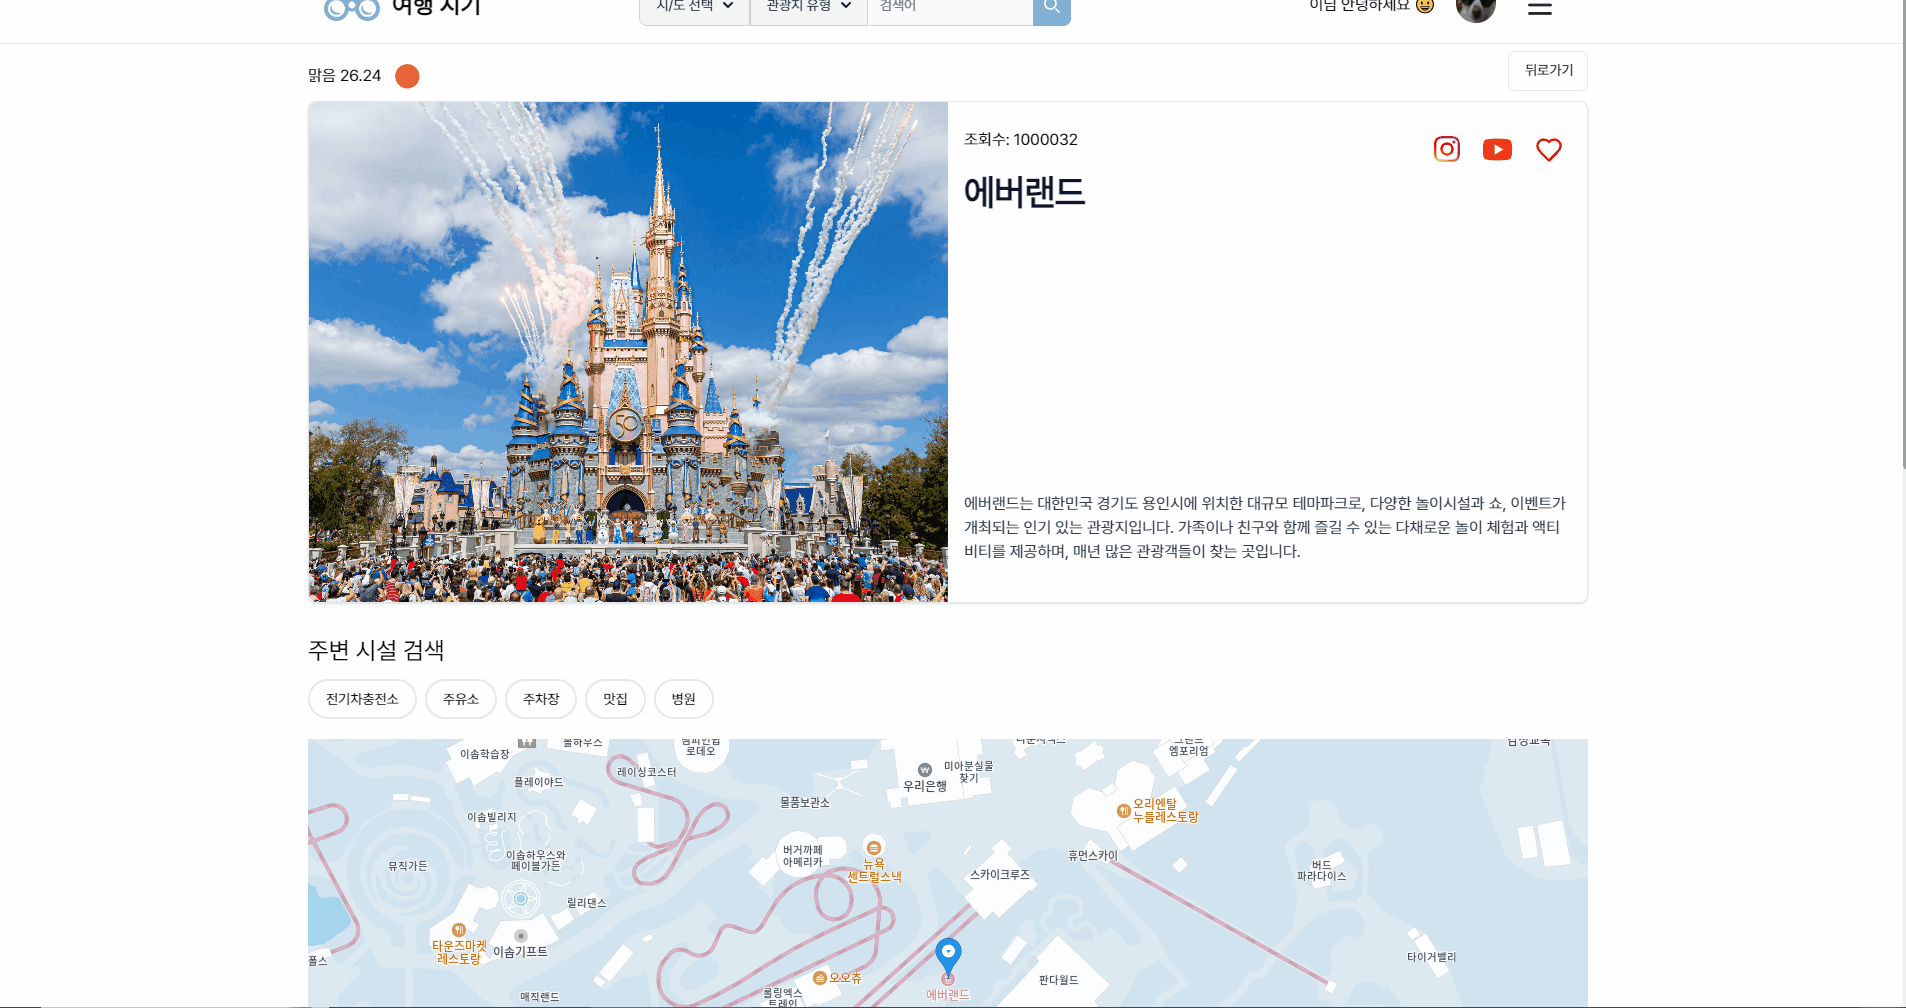 여행 지기
시/도 선택
관광지 유형
검색어
이님 안녕하세요 😀
맑음 26.24
뒤로가기
조회수: 1000032
에버랜드
50
에버랜드는 대한민국 경기도 용인시에 위치한 대규모 테마파크로, 다양한 놀이시설과 쇼, 이벤트가
개최되는 인기 있는 관광지입니다. 가족이나 친구와 함께 즐길 수 있는 다채로운 놀이 체험과 액티
비티를 제공하며, 매년 많은 관광객들이 찾는 곳입니다.
주변 시설 검색
전기차충전소
주유소
주차장
맛집
병원
이솝학습장
볼하우스
챔피언쉽
로데오
엠포리엄
플레이야드
레이싱코스터
우리은행
미아분실물
찾기
물품보관소
오리엔탈
누들레스토랑
이솝빌리지
이솝하우스와
페이블가든
뮤직가든
버거까페
아메리카
뉴욕
센트럴스낵
휴먼스카이
스카이크루즈
버드
파라다이스
릴리댄스
타운즈마켓
레스토랑
이솝기프트
폴스
오오츄
에버랜드
판다월드
타이거밸리
매직랜드
롤링엑스
트레인